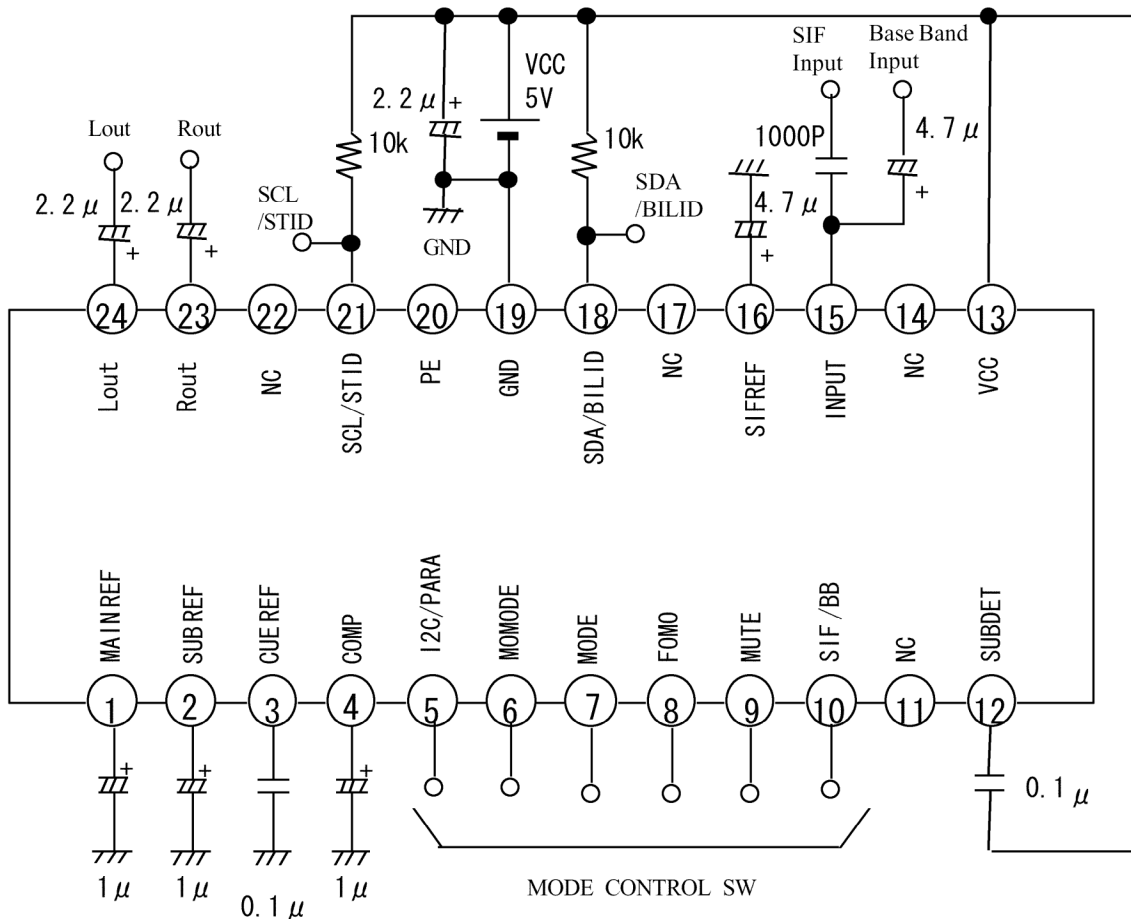 SIF
Input
Base Band
Input
VCC
5V
2.2μ +
Lout
Rout
10k
10k
1000P
4.7μ
+
2.2μ
2.2μ
+
+
SCL
/STID
GND
SDA
/BILID
4.7μ
+
24
23
22
21
20
19
18
17
16
15
14
13
Lout
Rout
NC
SCL/STID
PE
GND
SDA/BILID
NC
SIFREF
INPUT
NC
VCC
MAINREF
SUBREF
CUEREF
COMP
I2C/PARA
MOMODE
MODE
FOMO
MUTE
SIF/BB
NC
SUBDET
1
2
3
4
5
6
7
8
9
10
11
12
+
+
+
0.1μ
1μ
1μ
0.1μ
1μ
MODE CONTROL SW